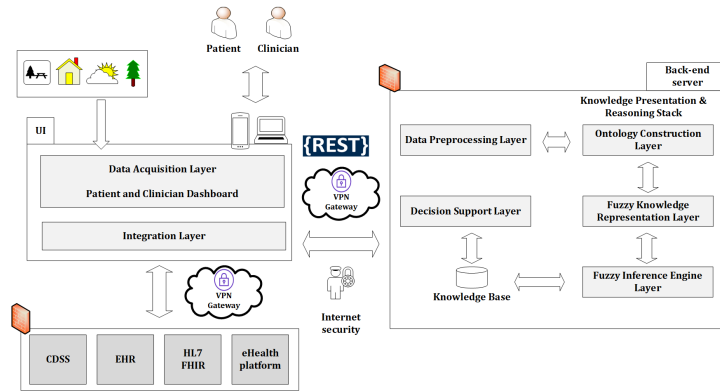 Patient
Clinician
Back-end
server
Knowledge Presentation &
Reasoning Stack
UI
{REST}
Data Preprocessing Layer
Ontology Construction
Layer
Data Acquisition Layer
Patient and Clinician Dashboard
VPN
Gateway
Decision Support Layer
Fuzzy Knowledge
Representation Layer
Integration Layer
VPN
Gateway
Internet
security
Knowledge Base
Fuzzy Inference Engine
Layer
CDSS
EHR
HL7
FHIR
eHealth
platform